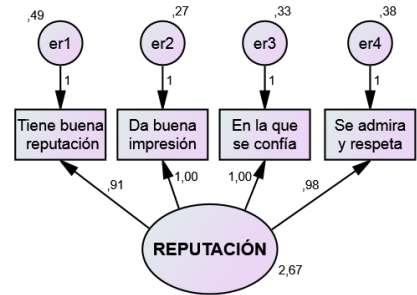 ,49
,27
,33
,38
er1
er2
er3
er4
1
1
1
1
Tiene buena
reputación
Da buena
impresión
En la que
se confía
Se admira
y respeta
,91
1,00
1,00
,98
REPUTACIÓN
2,67